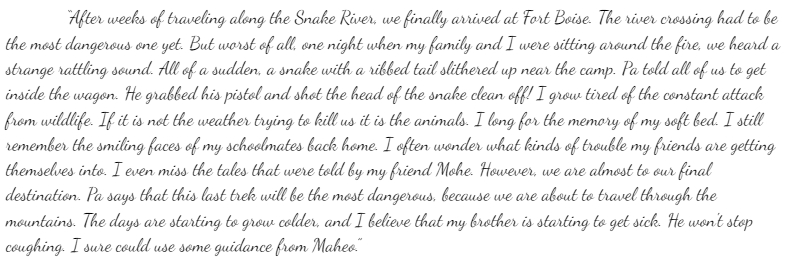 "After weeks of traveling along the Snake River, we finally arrived at Fort Boise. The river crossing had to be
the most dangerous one yet. But worst of all, one night when my family and I were sitting around the fire, we heard a
strange rattling sound. All of a sudden, a snake with a ribbed tail slithered up near the camp. Pa told all of us to get
inside the wagon. He grabbed his pistol and shot the head of the snake clean off! I grow tired of the constant attack
from wildlife. If it is not the weather trying to kill us it is the animals. I long for the memory of my soft bed. I still
remember the smiling faces of my schoolmates back home. I often wonder what kinds of trouble my friends are getting
themselves into. I even miss the tales that were told by my friend Mohe. However, we are almost to our final
destination. Pa says that this last trek will be the most dangerous, because we are about to travel through the
mountains. The days are starting to grow colder, and I believe that my brother is starting to get sick. He won't stop
coughing. I sure could use some guidance from Maheo."